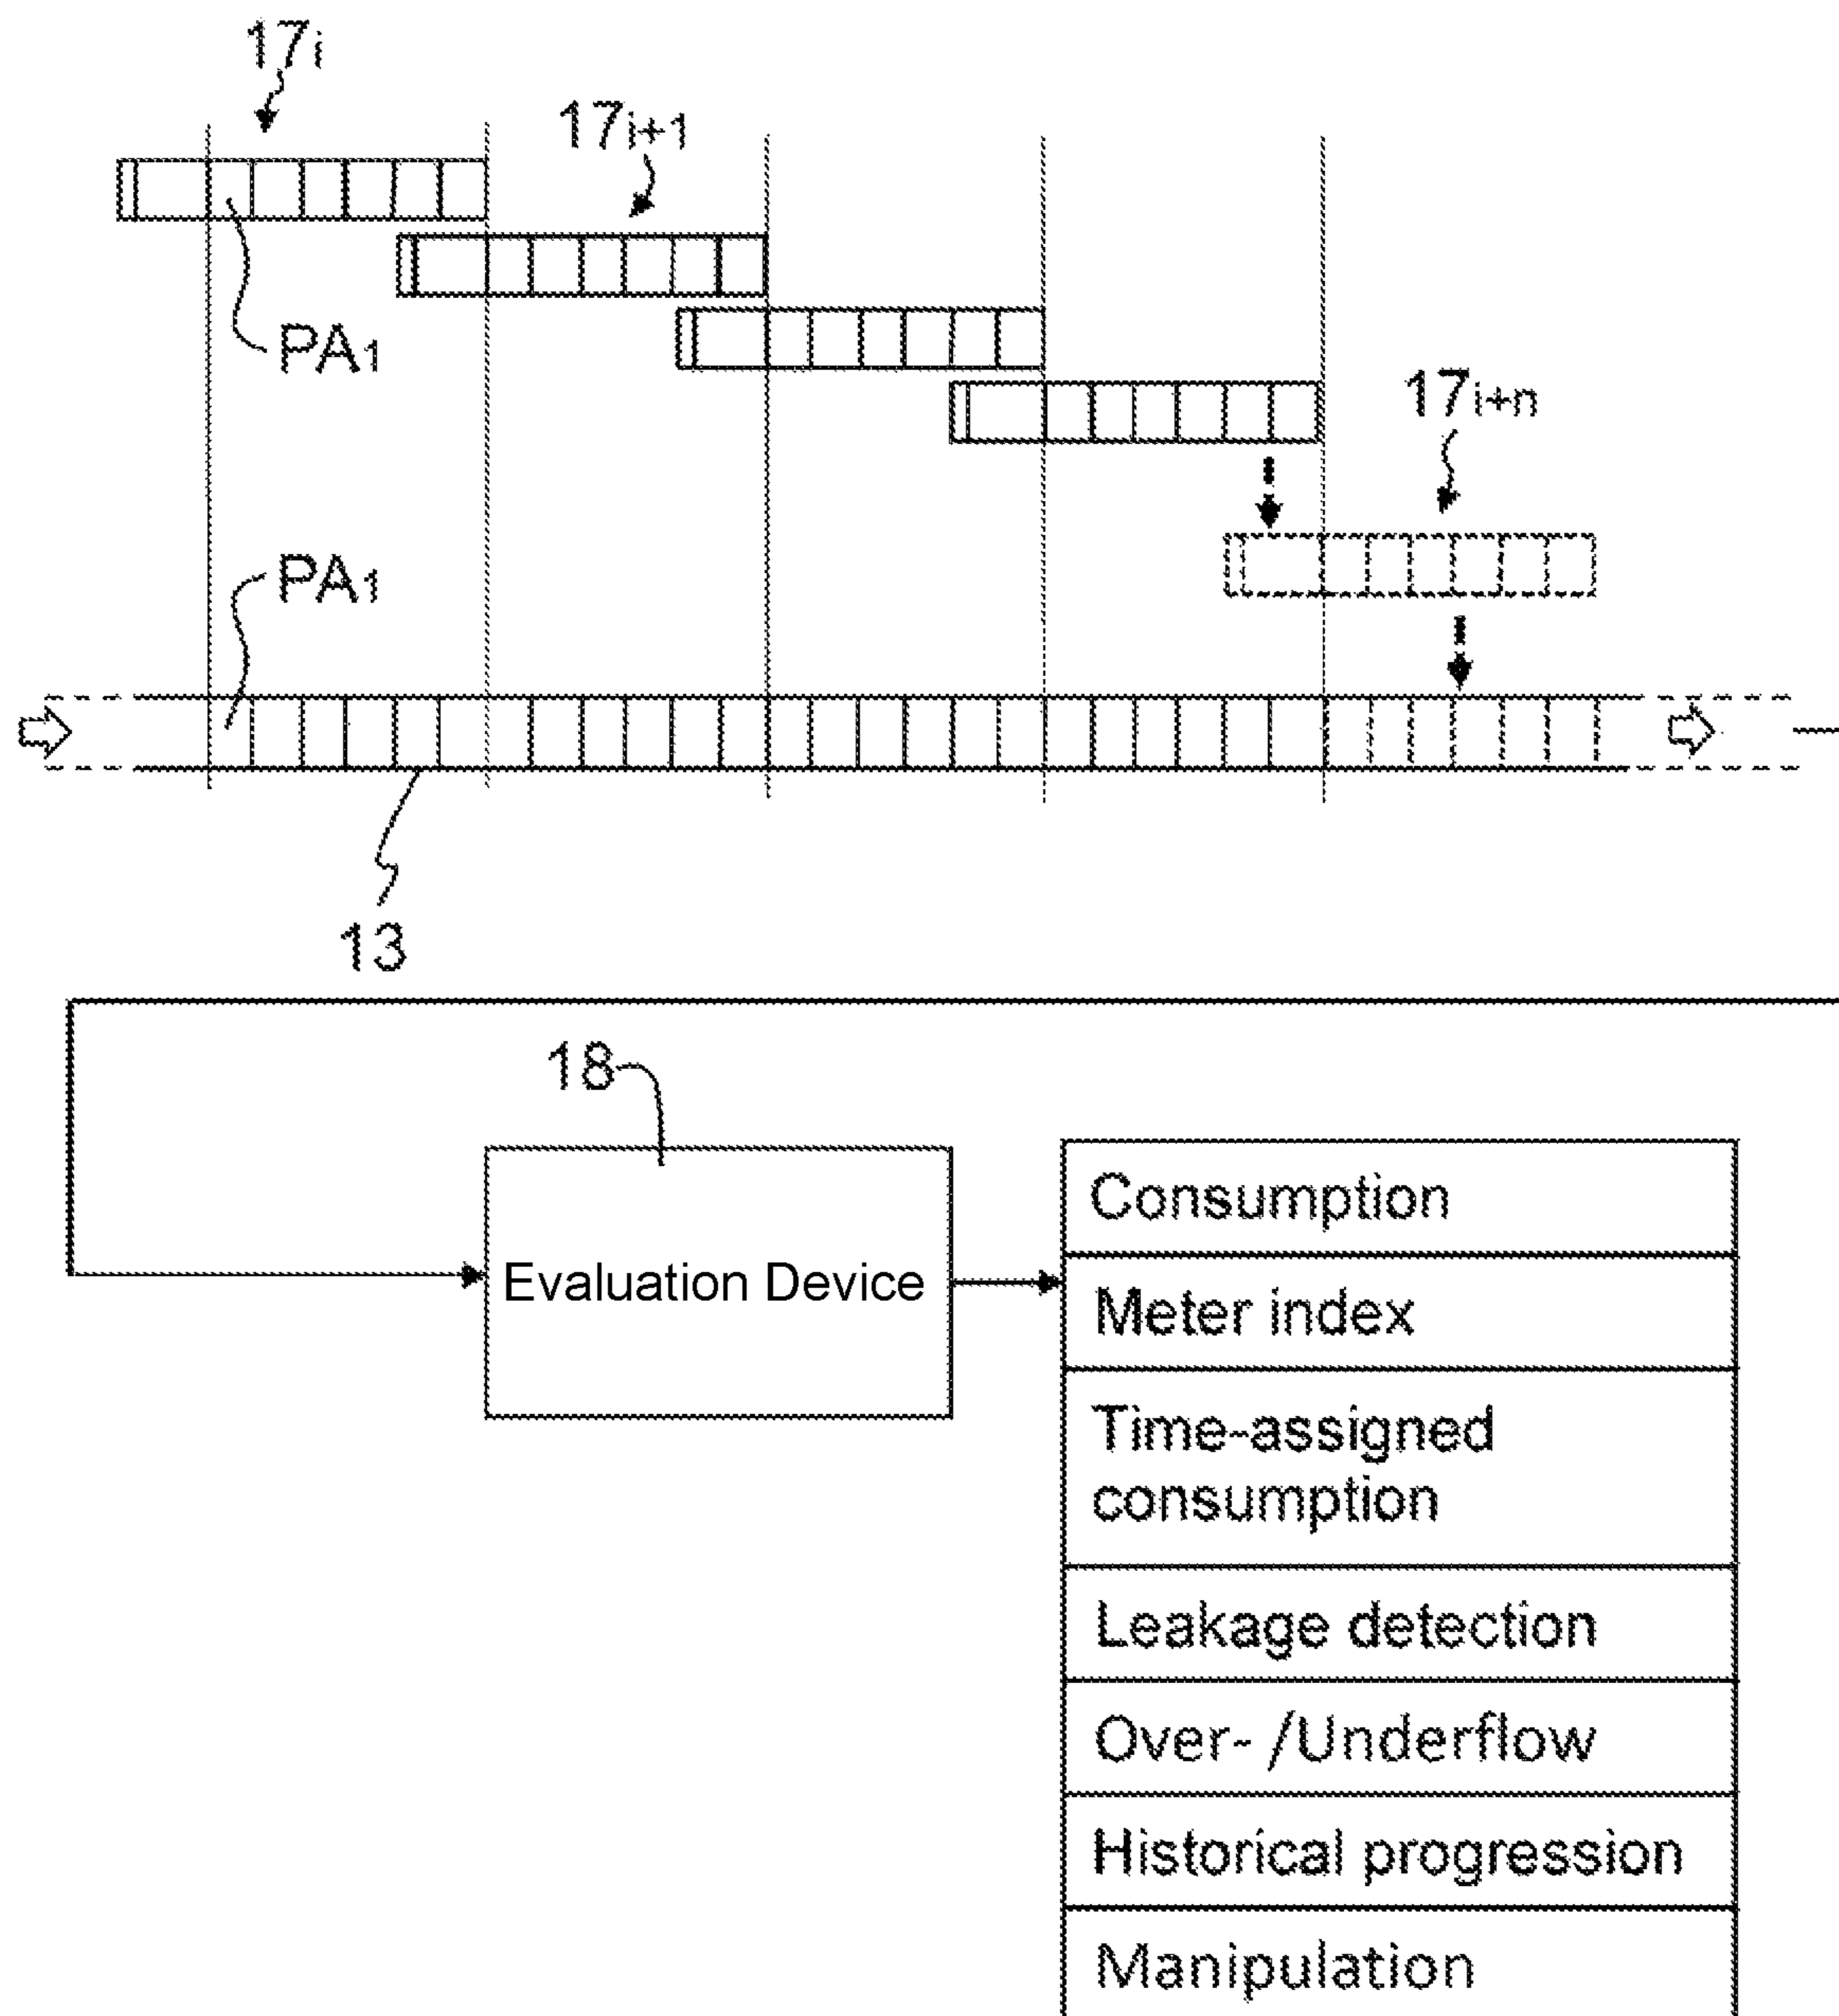 17i
17i+1
PA1
17i+n
PA1
13
18
Evaluation Device
Consumption
Meter index
Time-assigned
consumption
Leakage detection
Over- /Underflow
Historical progression
Manipulation